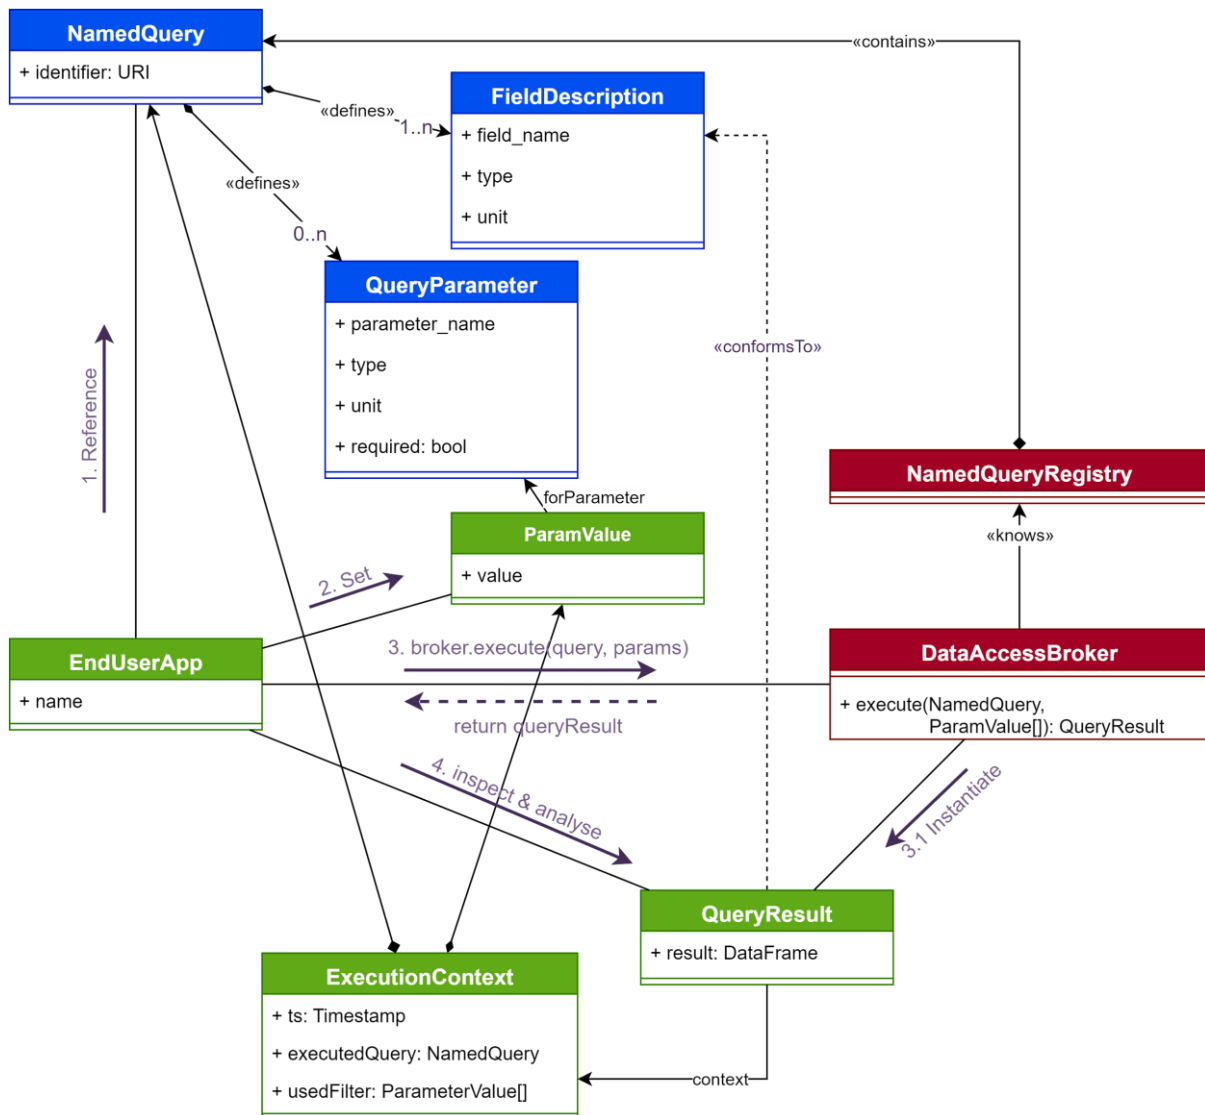 NamedQuery
+ identifier: URI
«contains»
«defines»
1..n
FieldDescription
+ field_name
+ type
+ unit
«defines»
0..n
QueryParameter
+ parameter_name
+ type
+ unit
+ required: bool
«conformsTo»
1. Reference
forParameter
NamedQueryRegistry
«knows»
ParamValue
+ value
2. Set
EndUserApp
+ name
3. broker.execute(query, params)
return queryResult
DataAccessBroker
+ execute(NamedQuery,
ParamValue[]): QueryResult
4. inspect & analyse
3.1 Instantiate
QueryResult
+ result: DataFrame
ExecutionContext
+ ts: Timestamp
+ executedQuery: NamedQuery
+ usedFilter: ParameterValue[]
context